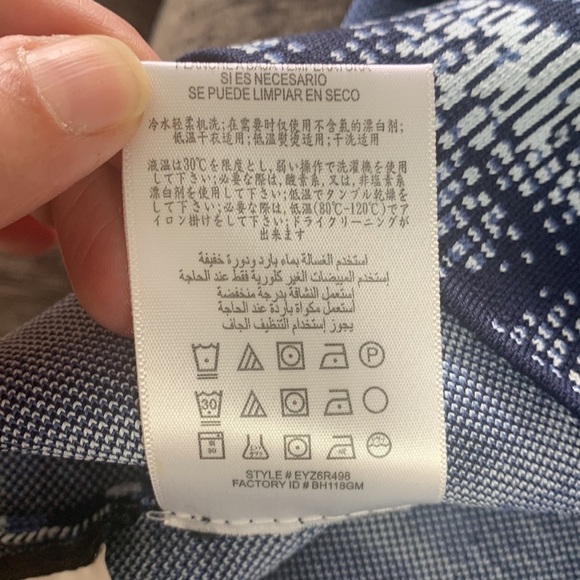 PLANCHE A BAJA TEMPERATURA
SI ES NECESARIO
SE PUEDE LIMPIAR EN SECO
冷水轻柔机洗;在需要时仅使用不含氯的漂白剂;
低温干衣适用;低温熨烫适用;干洗适用
液温は30℃を限度とし,弱い操作で洗濯機を使用
して下さい;必要な際は,酸素系,又は,非塩素系
漂白剤を使用して下さい;低温でタンブル乾燥を
して下さい;必要な際は,低温(80℃-120℃)でア
イロン掛けをして下さい;ドライクリーニングが
出来ます
استخدم الغسالة بماء بارد ودورة خفيفة
استخدم المبيضات الغير كلورية فقط عند الحاجة
إستعمل النشافة بدرجة منخفضة
إستعمل مكواة باردة عند الحاجة
يجوز إستخدام التنظيف الجاف
P
30
30
STYLE # EYZ6R498
FACTORY ID # BH118GM